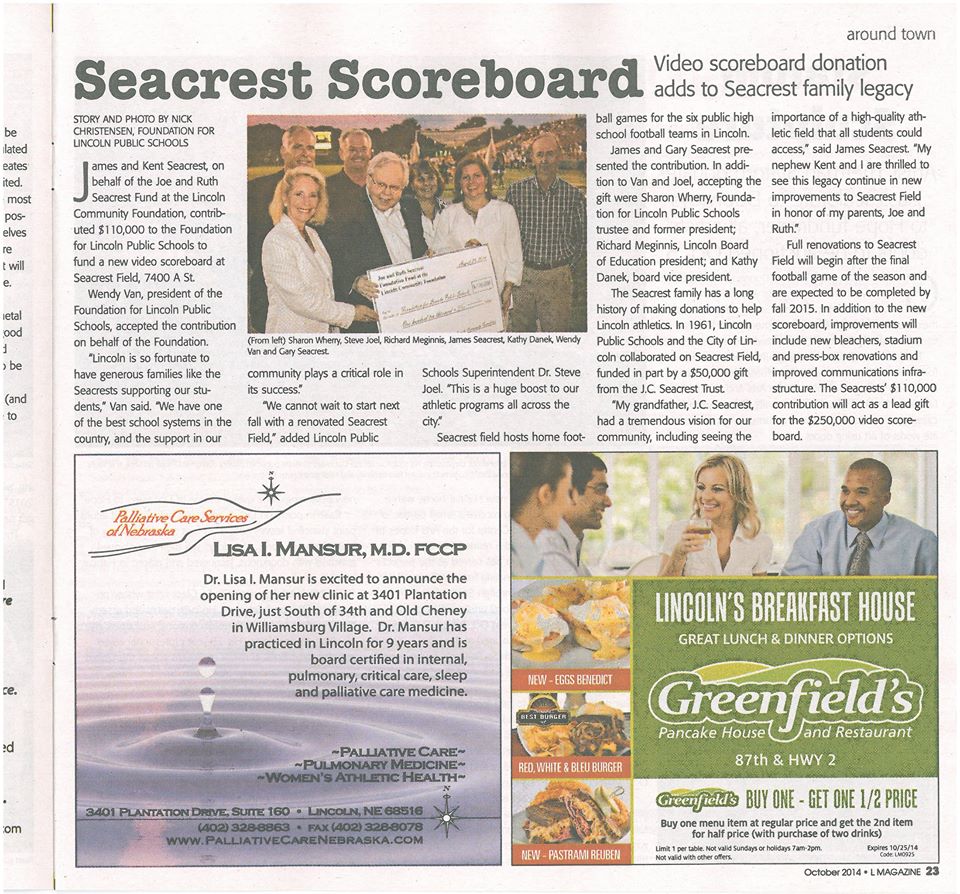 around town
Seacrest Scoreboard
Video scoreboard donation
adds to Seacrest family legacy
STORY AND PHOTO BY NICK
CHRISTENSEN, FOUNDATION FOR
LINCOLN PUBLIC SCHOOLS
James and Kent Seacrest, on
behalf of the Joe and Ruth
Seacrest Fund at the Lincoln
Community Foundation, contrib-
uted $110,000 to the Foundation
for Lincoln Public Schools to
fund a new video scoreboard at
Seacrest Field, 7400 A St.
Wendy Van, president of the
Foundation for Lincoln Public
Schools, accepted the contribution
on behalf of the Foundation.
"Lincoln is so fortunate to
have generous families like the
Seacrests supporting our stu-
dents," Van said. "We have one
of the best school systems in the
country, and the support in our
Joe and Ruth Seacrest
Lincoln Community Foundation
(From left) Sharon Wherry, Steve Joel, Richard Meginnis, James Seacrest, Kathy Danek, Wendy
Van and Gary Seacrest.
community plays a critical role in
its success."
"We cannot wait to start next
fall with a renovated Seacrest
Field," added Lincoln Public
Schools Superintendent Dr. Steve
Joel. "This is a huge boost to our
athletic programs all across the
city."
Seacrest field hosts home foot-
ball games for the six public high
school football teams in Lincoln.
James and Gary Seacrest pre-
sented the contribution. In addi-
tion to Van and Joel, accepting the
gift were Sharon Wherry, Founda-
tion for Lincoln Public Schools
trustee and former president;
Richard Meginnis, Lincoln Board
of Education president; and Kathy
Danek, board vice president.
The Seacrest family has a long
history of making donations to help
Lincoln athletics. In 1961, Lincoln
Public Schools and the City of Lin-
coln collaborated on Seacrest Field,
funded in part by a $50,000 gift
from the J.C. Seacrest Trust.
"My grandfather, J.C. Seacrest,
had a tremendous vision for our
community, including seeing the
importance of a high-quality ath-
letic field that all students could
access," said James Seacrest. "My
nephew Kent and I are thrilled to
see this legacy continue in new
improvements to Seacrest Field
in honor of my parents, Joe and
Ruth."
Full renovations to Seacrest
Field will begin after the final
football game of the season and
are expected to be completed by
fall 2015. In addition to the new
scoreboard, improvements will
include new bleachers, stadium
and press-box renovations and
improved communications infra-
structure. The Seacrests' $110,000
contribution will act as a lead gift
for the $250,000 video score-
board.
N
Palliative Care Services
of Nebraska
LISA I. MANSUR, M.D. FCCP
Dr. Lisa I. Mansur is excited to announce the
opening of her new clinic at 3401 Plantation
Drive, just South of 34th and Old Cheney
in Williamsburg Village. Dr. Mansur has
practiced in Lincoln for 9 years and is
board certified in internal,
pulmonary, critical care, sleep
and palliative care medicine.
~PALLIATIVE CARE~
~PULMONARY MEDICINE~
~WOMEN'S ATHLETIC HEALTH~
N
3401 PLANTATION DRIVE, SUITE 160 • LINCOLN, NE 68516
(402) 328-8863 • FAX (402) 328-8078
WWW.PALLIATIVECARENEBRASKA.COM
NEW - EGGS BENEDICT
BEST BURGER
RED, WHITE & BLEU BURGER
NEW - PASTRAMI REUBEN
LINCOLN'S BREAKFAST HOUSE
GREAT LUNCH & DINNER OPTIONS
Greenfield's
Pancake House and Restaurant
87th & HWY 2
Greenfield's BUY ONE - GET ONE 1/2 PRICE
Buy one menu item at regular price and get the 2nd item
for half price (with purchase of two drinks)
Limit 1 per table. Not valid Sundays or holidays 7am-2pm.
Not valid with other offers.
Expires 10/25/14
Code: LM0925
October 2014 • L MAGAZINE 23